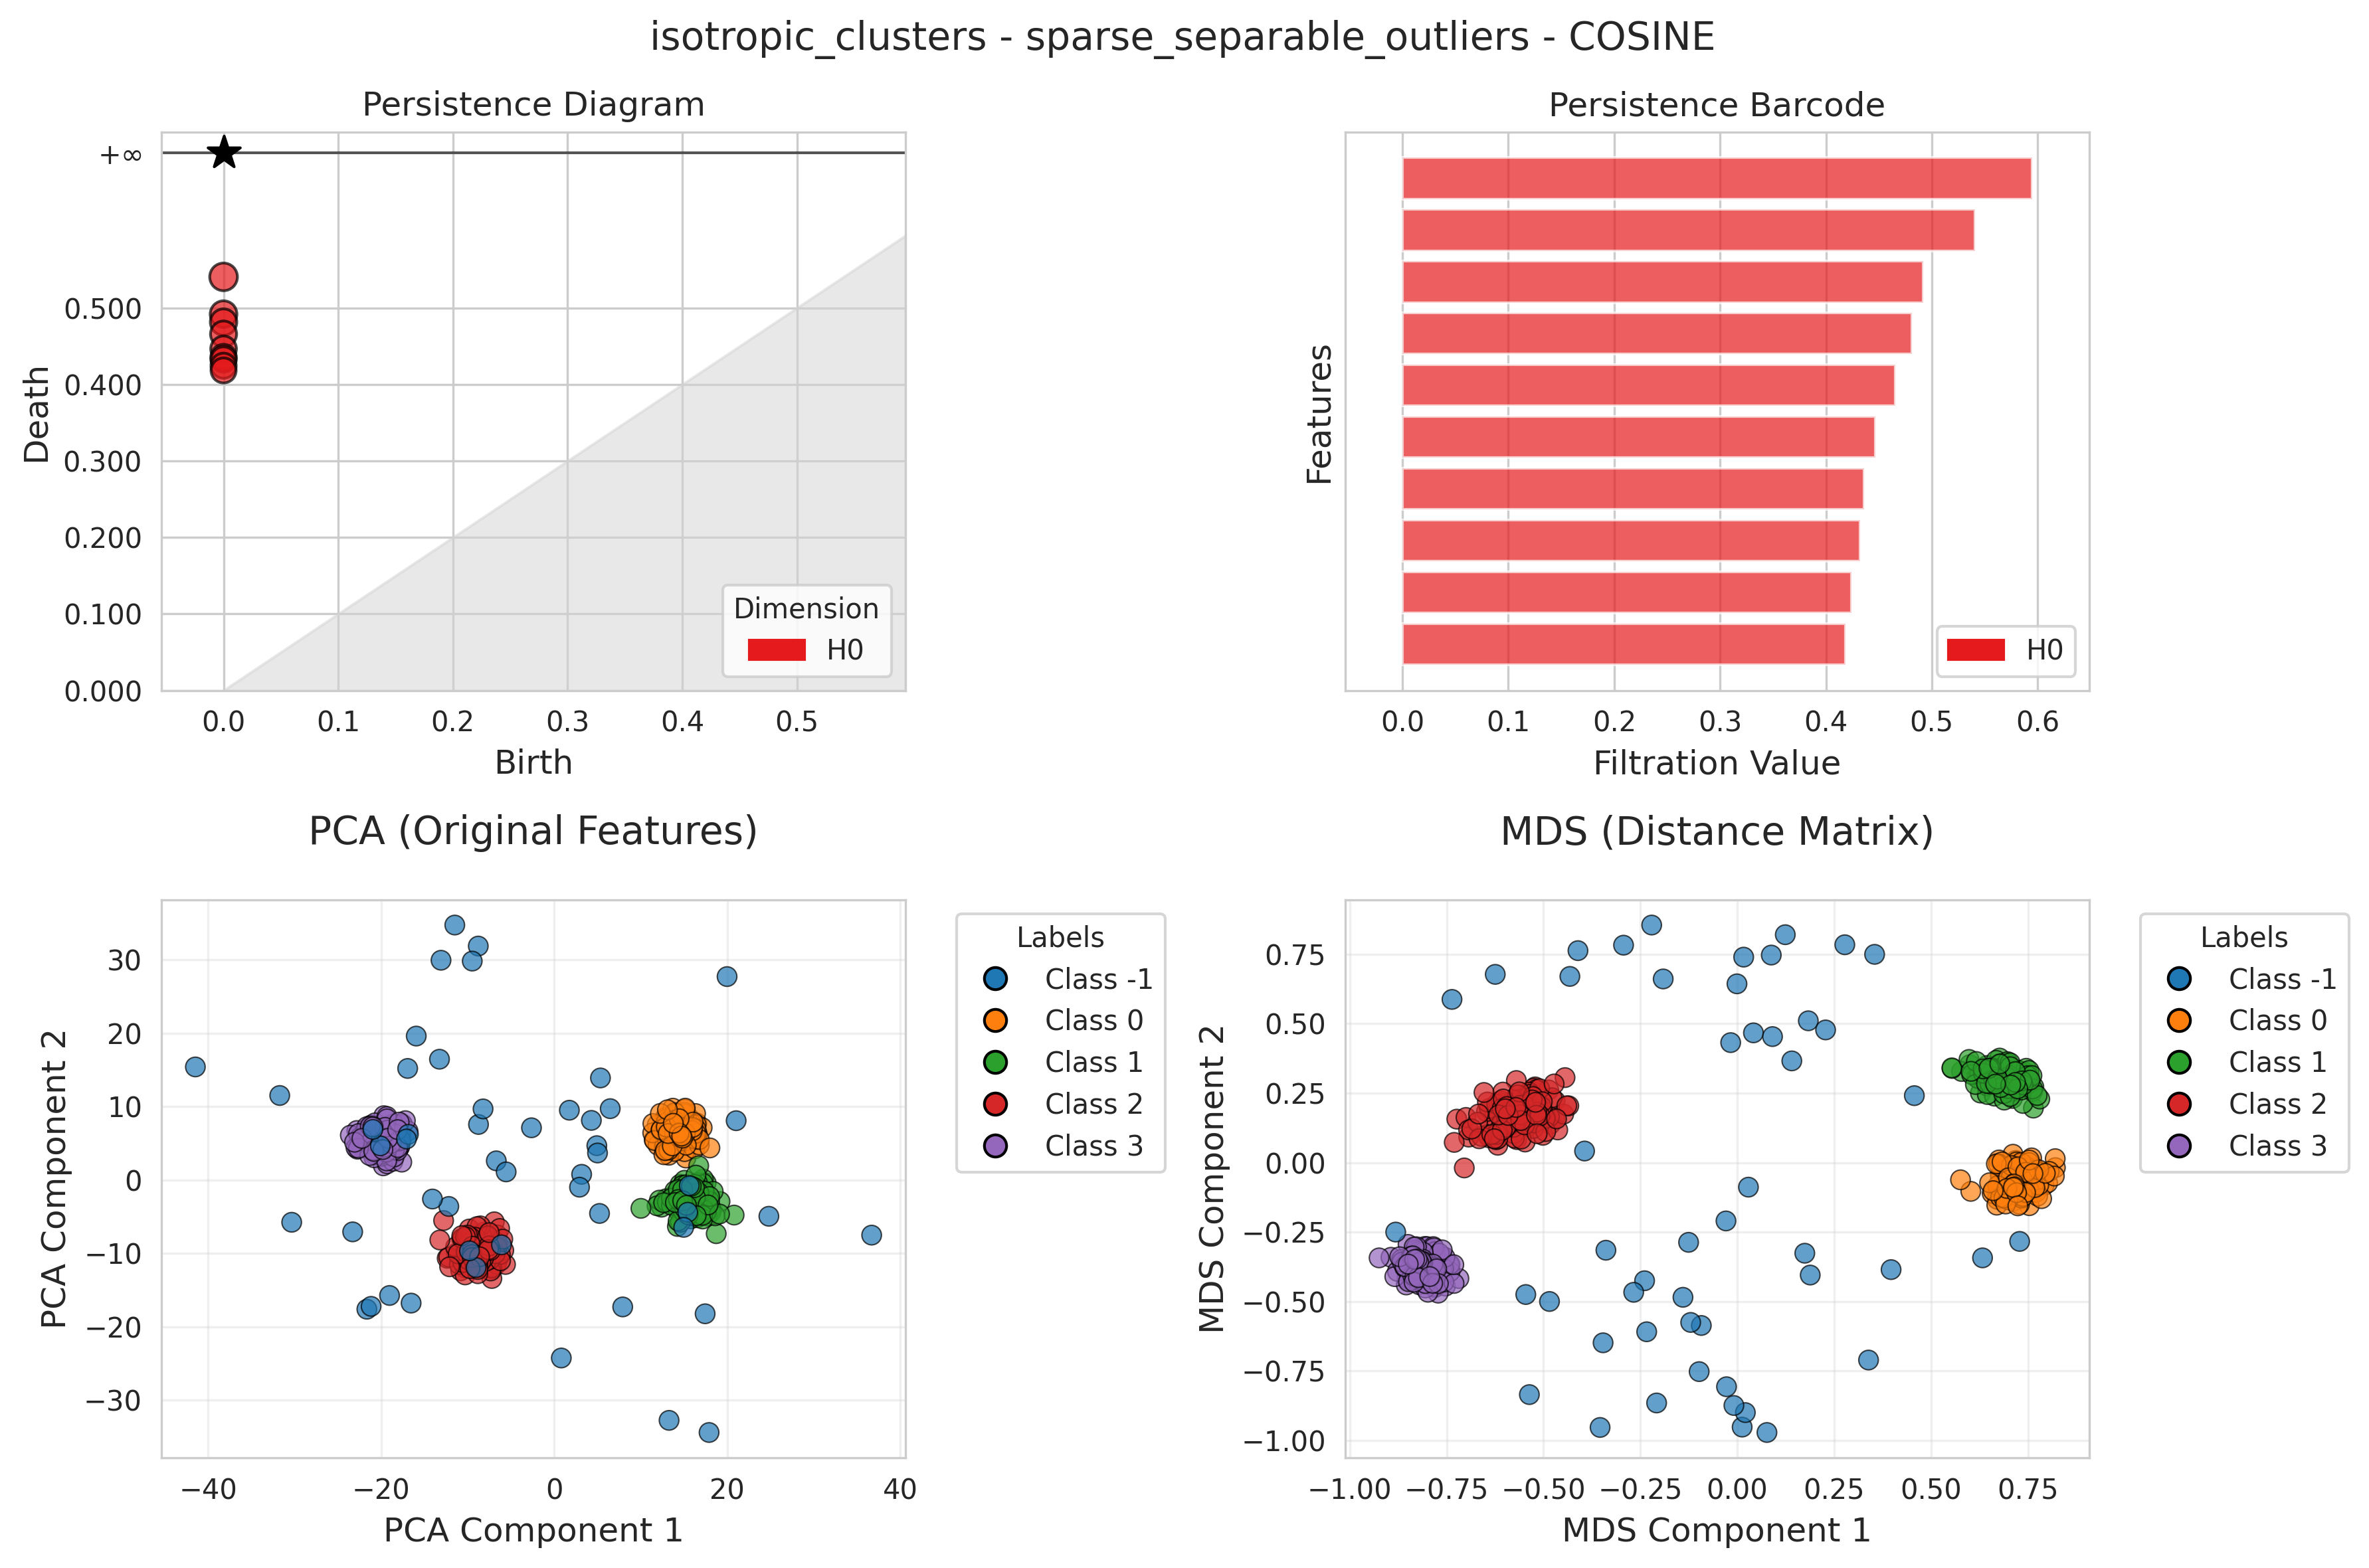 isotropic_clusters - sparse_separable_outliers - COSINE
Persistence Diagram
+∞
0.500
0.400
0.300
0.200
0.100
0.000
Death
0.0 0.1 0.2 0.3 0.4 0.5
Birth
Dimension
H0
Persistence Barcode
Features
0.0 0.1 0.2 0.3 0.4 0.5 0.6
Filtration Value
H0
PCA (Original Features)
30
20
10
0
−10
−20
−30
PCA Component 2
−40 −20 0 20 40
PCA Component 1
Labels
Class -1
Class 0
Class 1
Class 2
Class 3
MDS (Distance Matrix)
0.75
0.50
0.25
0.00
−0.25
−0.50
−0.75
−1.00
MDS Component 2
−1.00 −0.75 −0.50 −0.25 0.00 0.25 0.50 0.75
MDS Component 1
Labels
Class -1
Class 0
Class 1
Class 2
Class 3